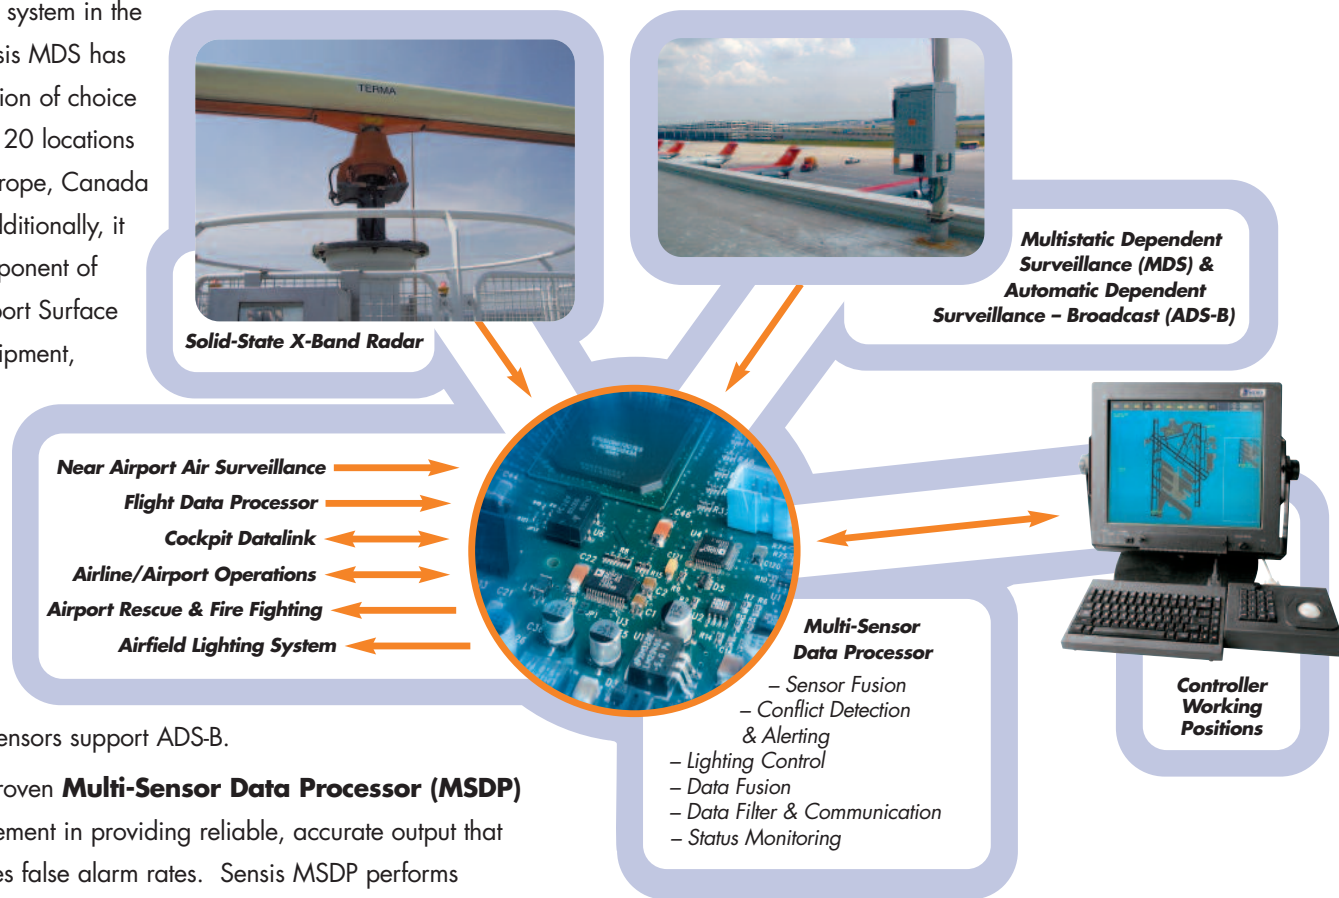 system in the
sis MDS has
ion of choice
20 locations
rope, Canada
dditionally, it
ponent of
port Surface
ipment,
TERMA
Solid-State X-Band Radar
Multistatic Dependent
Surveillance (MDS) &
Automatic Dependent
Surveillance – Broadcast (ADS-B)
Near Airport Air Surveillance
Flight Data Processor
Cockpit Datalink
Airline/Airport Operations
Airport Rescue & Fire Fighting
Airfield Lighting System
Multi-Sensor
Data Processor
– Sensor Fusion
– Conflict Detection
& Alerting
– Lighting Control
– Data Fusion
– Data Filter & Communication
– Status Monitoring
Controller
Working
Positions
ensors support ADS-B.
roven Multi-Sensor Data Processor (MSDP)
ement in providing reliable, accurate output that
es false alarm rates. Sensis MSDP performs